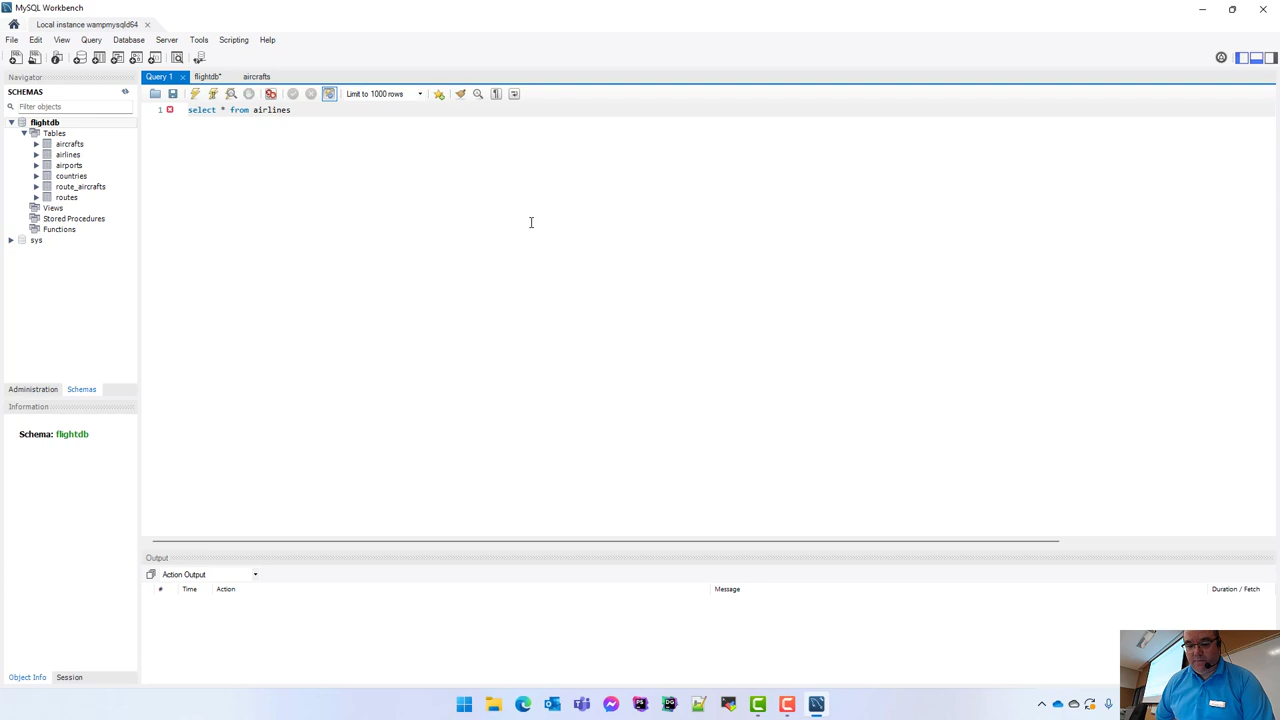 MySQL Workbench
Local instance wampmysqld64
File Edit View Query Database Server Tools Scripting Help
Navigator
SCHEMAS
Filter objects
flightdb
Tables
aircrafts
airlines
airports
countries
route_aircrafts
routes
Views
Stored Procedures
Functions
sys
Administration Schemas
Information
Schema: flightdb
Object Info Session
Query 1 flightdb* aircrafts
Limit to 1000 rows
1 select * from airlines
Output
Action Output
# Time Action Message Duration / Fetch